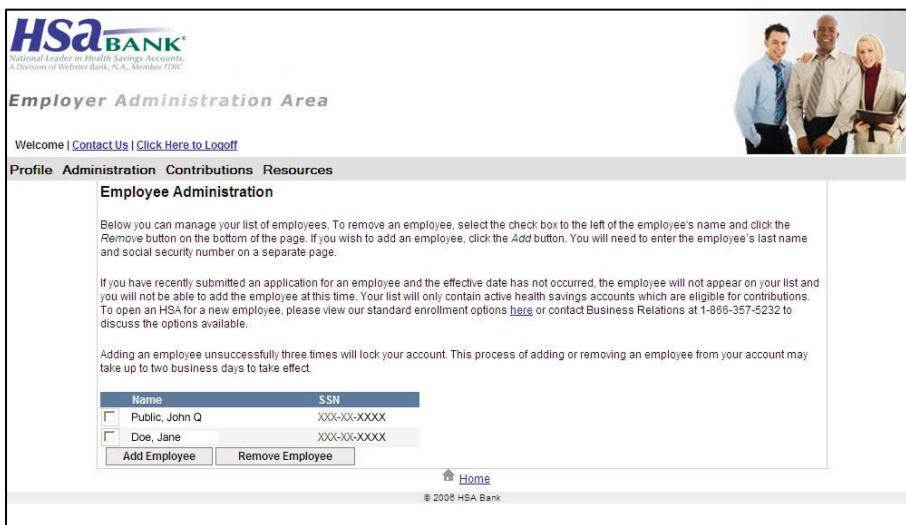 HSA BANK
National Leader in Health Savings Accounts.
A Division of Webster Bank, N.A., Member FDIC
Employer Administration Area
Welcome | Contact Us | Click Here to Logoff
Profile Administration Contributions Resources
Employee Administration
Below you can manage your list of employees. To remove an employee, select the check box to the left of the employee's name and click the
Remove button on the bottom of the page. If you wish to add an employee, click the Add button. You will need to enter the employee's last name
and social security number on a separate page.
If you have recently submitted an application for an employee and the effective date has not occurred, the employee will not appear on your list and
you will not be able to add the employee at this time. Your list will only contain active health savings accounts which are eligible for contributions.
To open an HSA for a new employee, please view our standard enrollment options here or contact Business Relations at 1-866-357-5232 to
discuss the options available.
Adding an employee unsuccessfully three times will lock your account. This process of adding or removing an employee from your account may
take up to two business days to take effect.
Name SSN
Public, John Q XXX-XX-XXXX
Doe, Jane XXX-XX-XXXX
Add Employee Remove Employee
Home
© 2006 HSA Bank